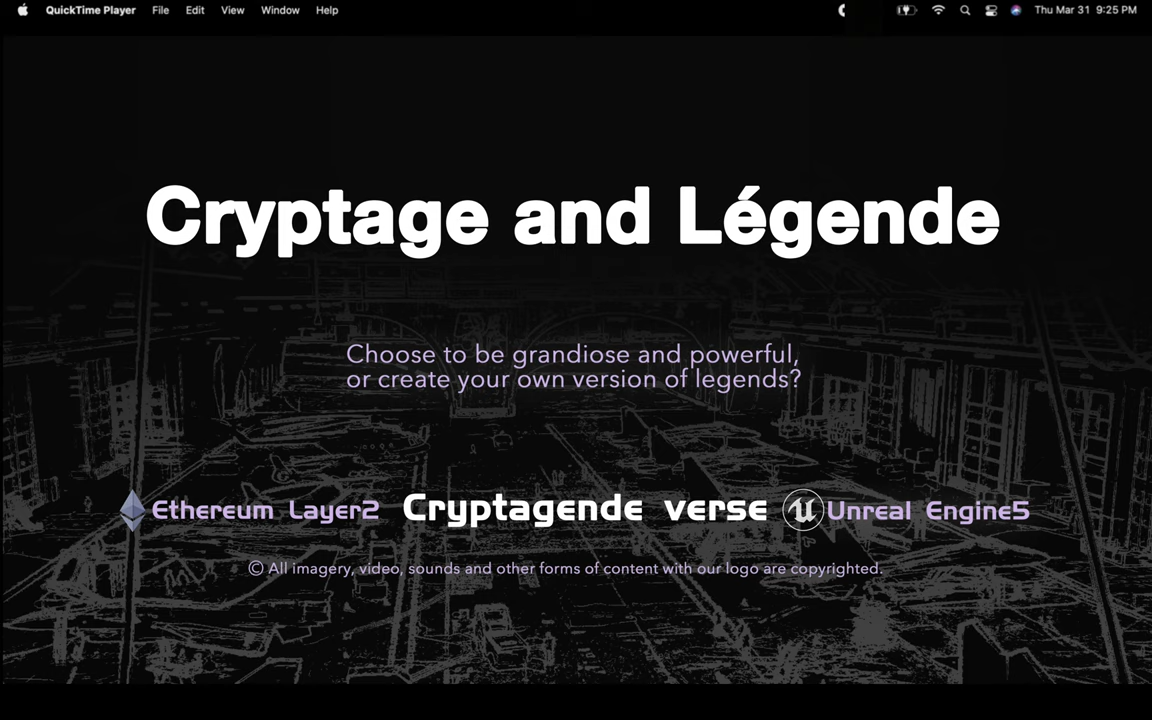 QuickTime Player File Edit View Window Help Thu Mar 31 9:25 PM
Cryptage and Légende
Choose to be grandiose and powerful,
or create your own version of legends?
Ethereum Layer2 Cryptagende verse Unreal Engine5
© All imagery, video, sounds and other forms of content with our logo are copyrighted.